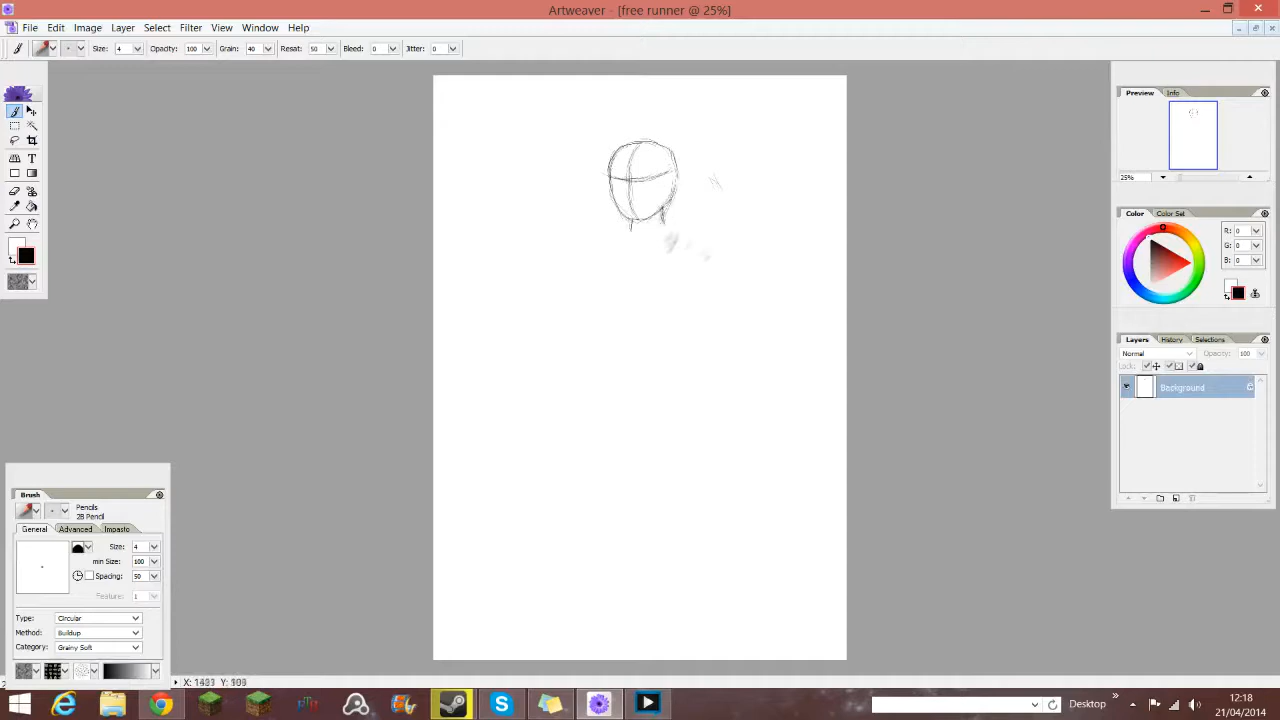 Artweaver - [free runner @ 25%]
File Edit Image Layer Select Filter View Window Help
Size: 4 Opacity: 100 Grain: 40 Resat: 50 Bleed: 0 Jitter: 0
Preview Info
25%
Color Color Set
R: 0
G: 0
B: 0
Layers History Selections
Normal Opacity: 100
Lock:
Background
Brush
Pencils
2B Pencil
General Advanced Impasto
Size: 4
min Size: 100
Spacing: 50
Feature: 1
Type: Circular
Method: Buildup
Category: Grainy Soft
Desktop
12:18
21/04/2014